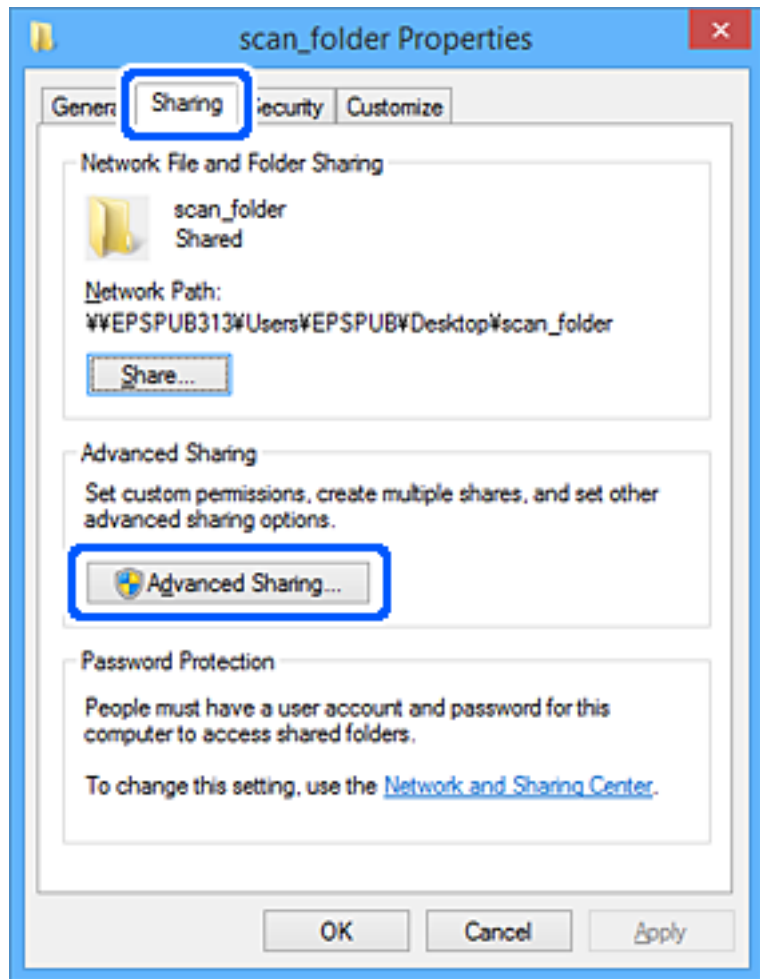 scan_folder Properties
General Sharing Security Customize
Network File and Folder Sharing
scan_folder
Shared
Network Path:
¥¥EPSPUB313¥Users¥EPSPUB¥Desktop¥scan_folder
Share...
Advanced Sharing
Set custom permissions, create multiple shares, and set other
advanced sharing options.
Advanced Sharing...
Password Protection
People must have a user account and password for this
computer to access shared folders.
To change this setting, use the Network and Sharing Center.
OK Cancel Apply